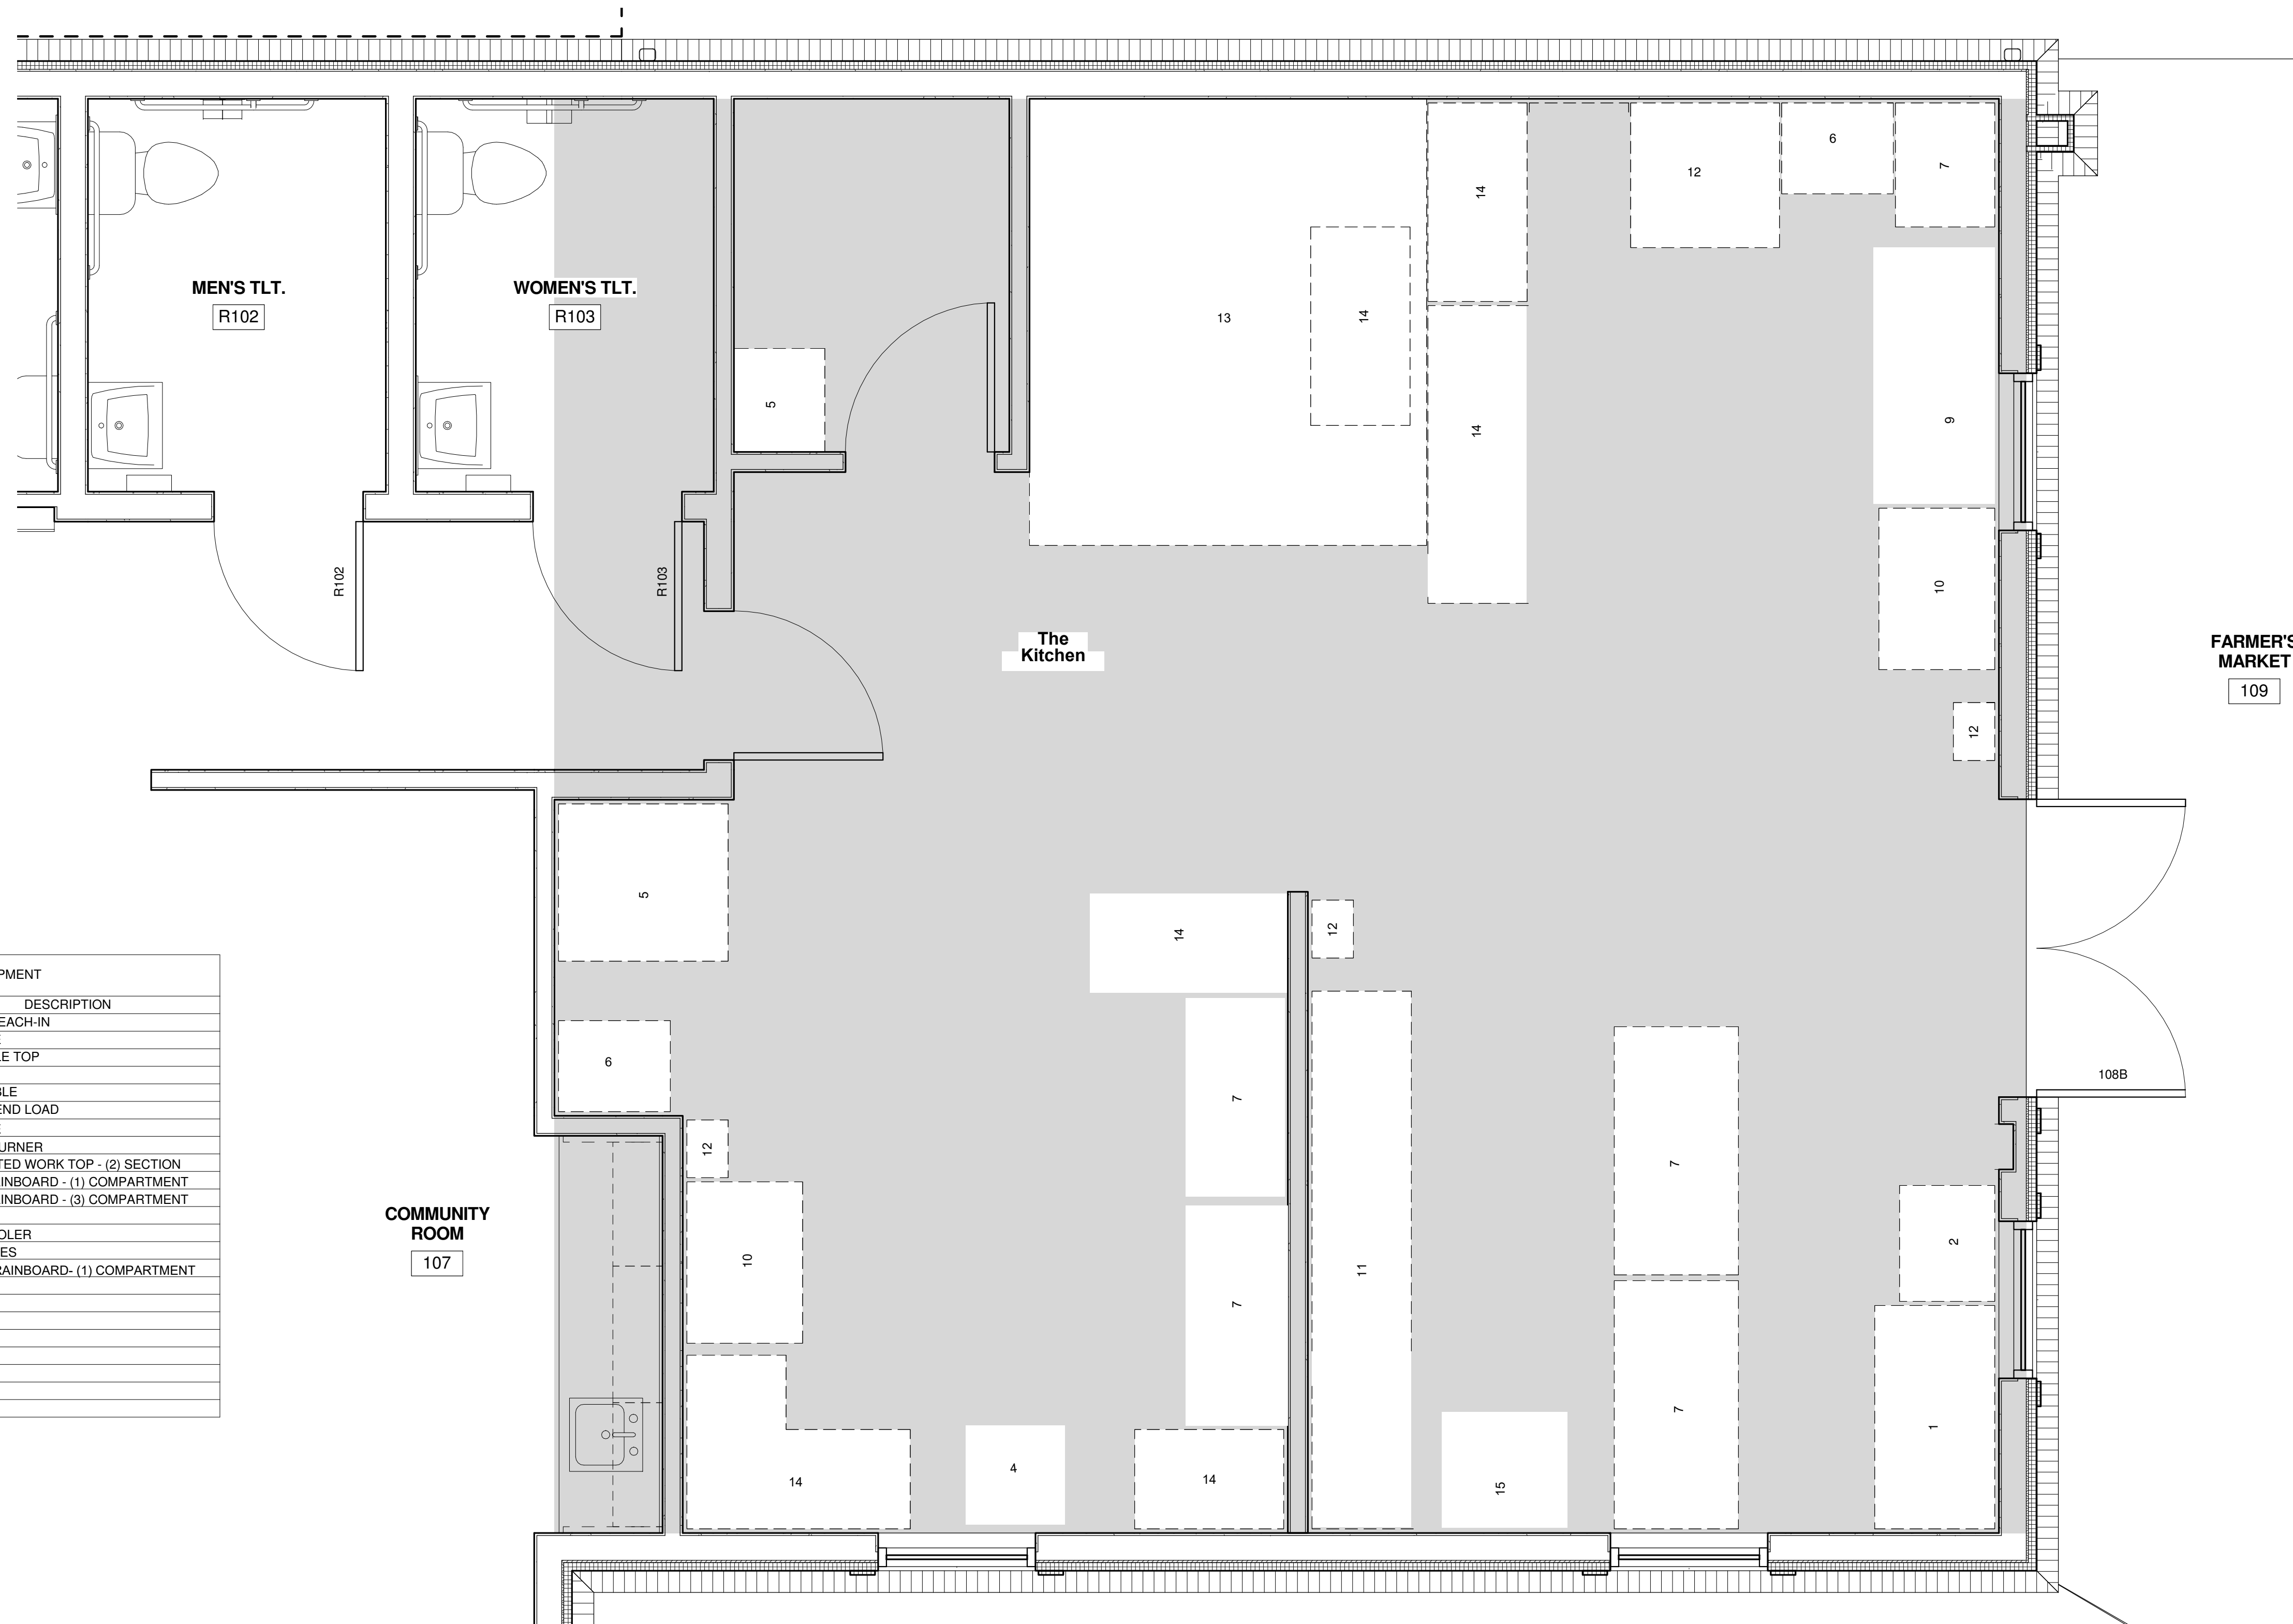 MEN'S TLT.
R102
WOMEN'S TLT.
R103
R102
R103
5
13
14
14
14
12
6
7
9
10
12
The
Kitchen
FARMER'S
MARKET
109
5
6
12
10
14
4
14
14
7
7
12
11
15
7
7
2
1
108B
COMMUNITY
ROOM
107
PMENT
DESCRIPTION
EACH-IN
E TOP
BLE
END LOAD
URNER
TED WORK TOP - (2) SECTION
INBOARD - (1) COMPARTMENT
INBOARD - (3) COMPARTMENT
OLER
ES
RAINBOARD- (1) COMPARTMENT